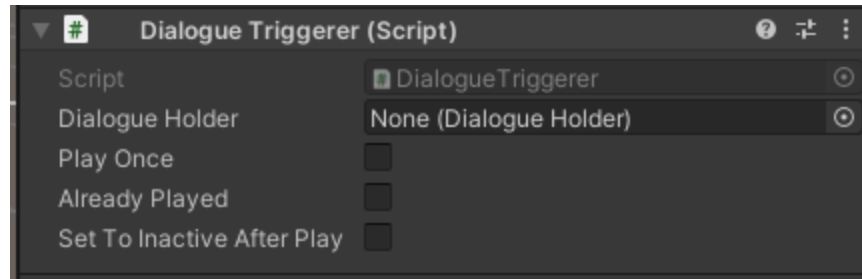 # Dialogue Triggerer (Script)
Script # DialogueTriggerer
Dialogue Holder None (Dialogue Holder)
Play Once
Already Played
Set To Inactive After Play